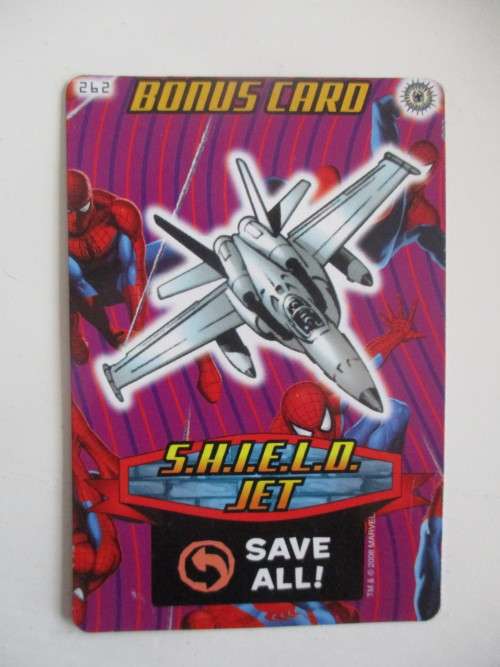 262
BONUS CARD
S.H.I.E.L.D.
JET
SAVE
ALL!
TM & © 2008 MARVEL